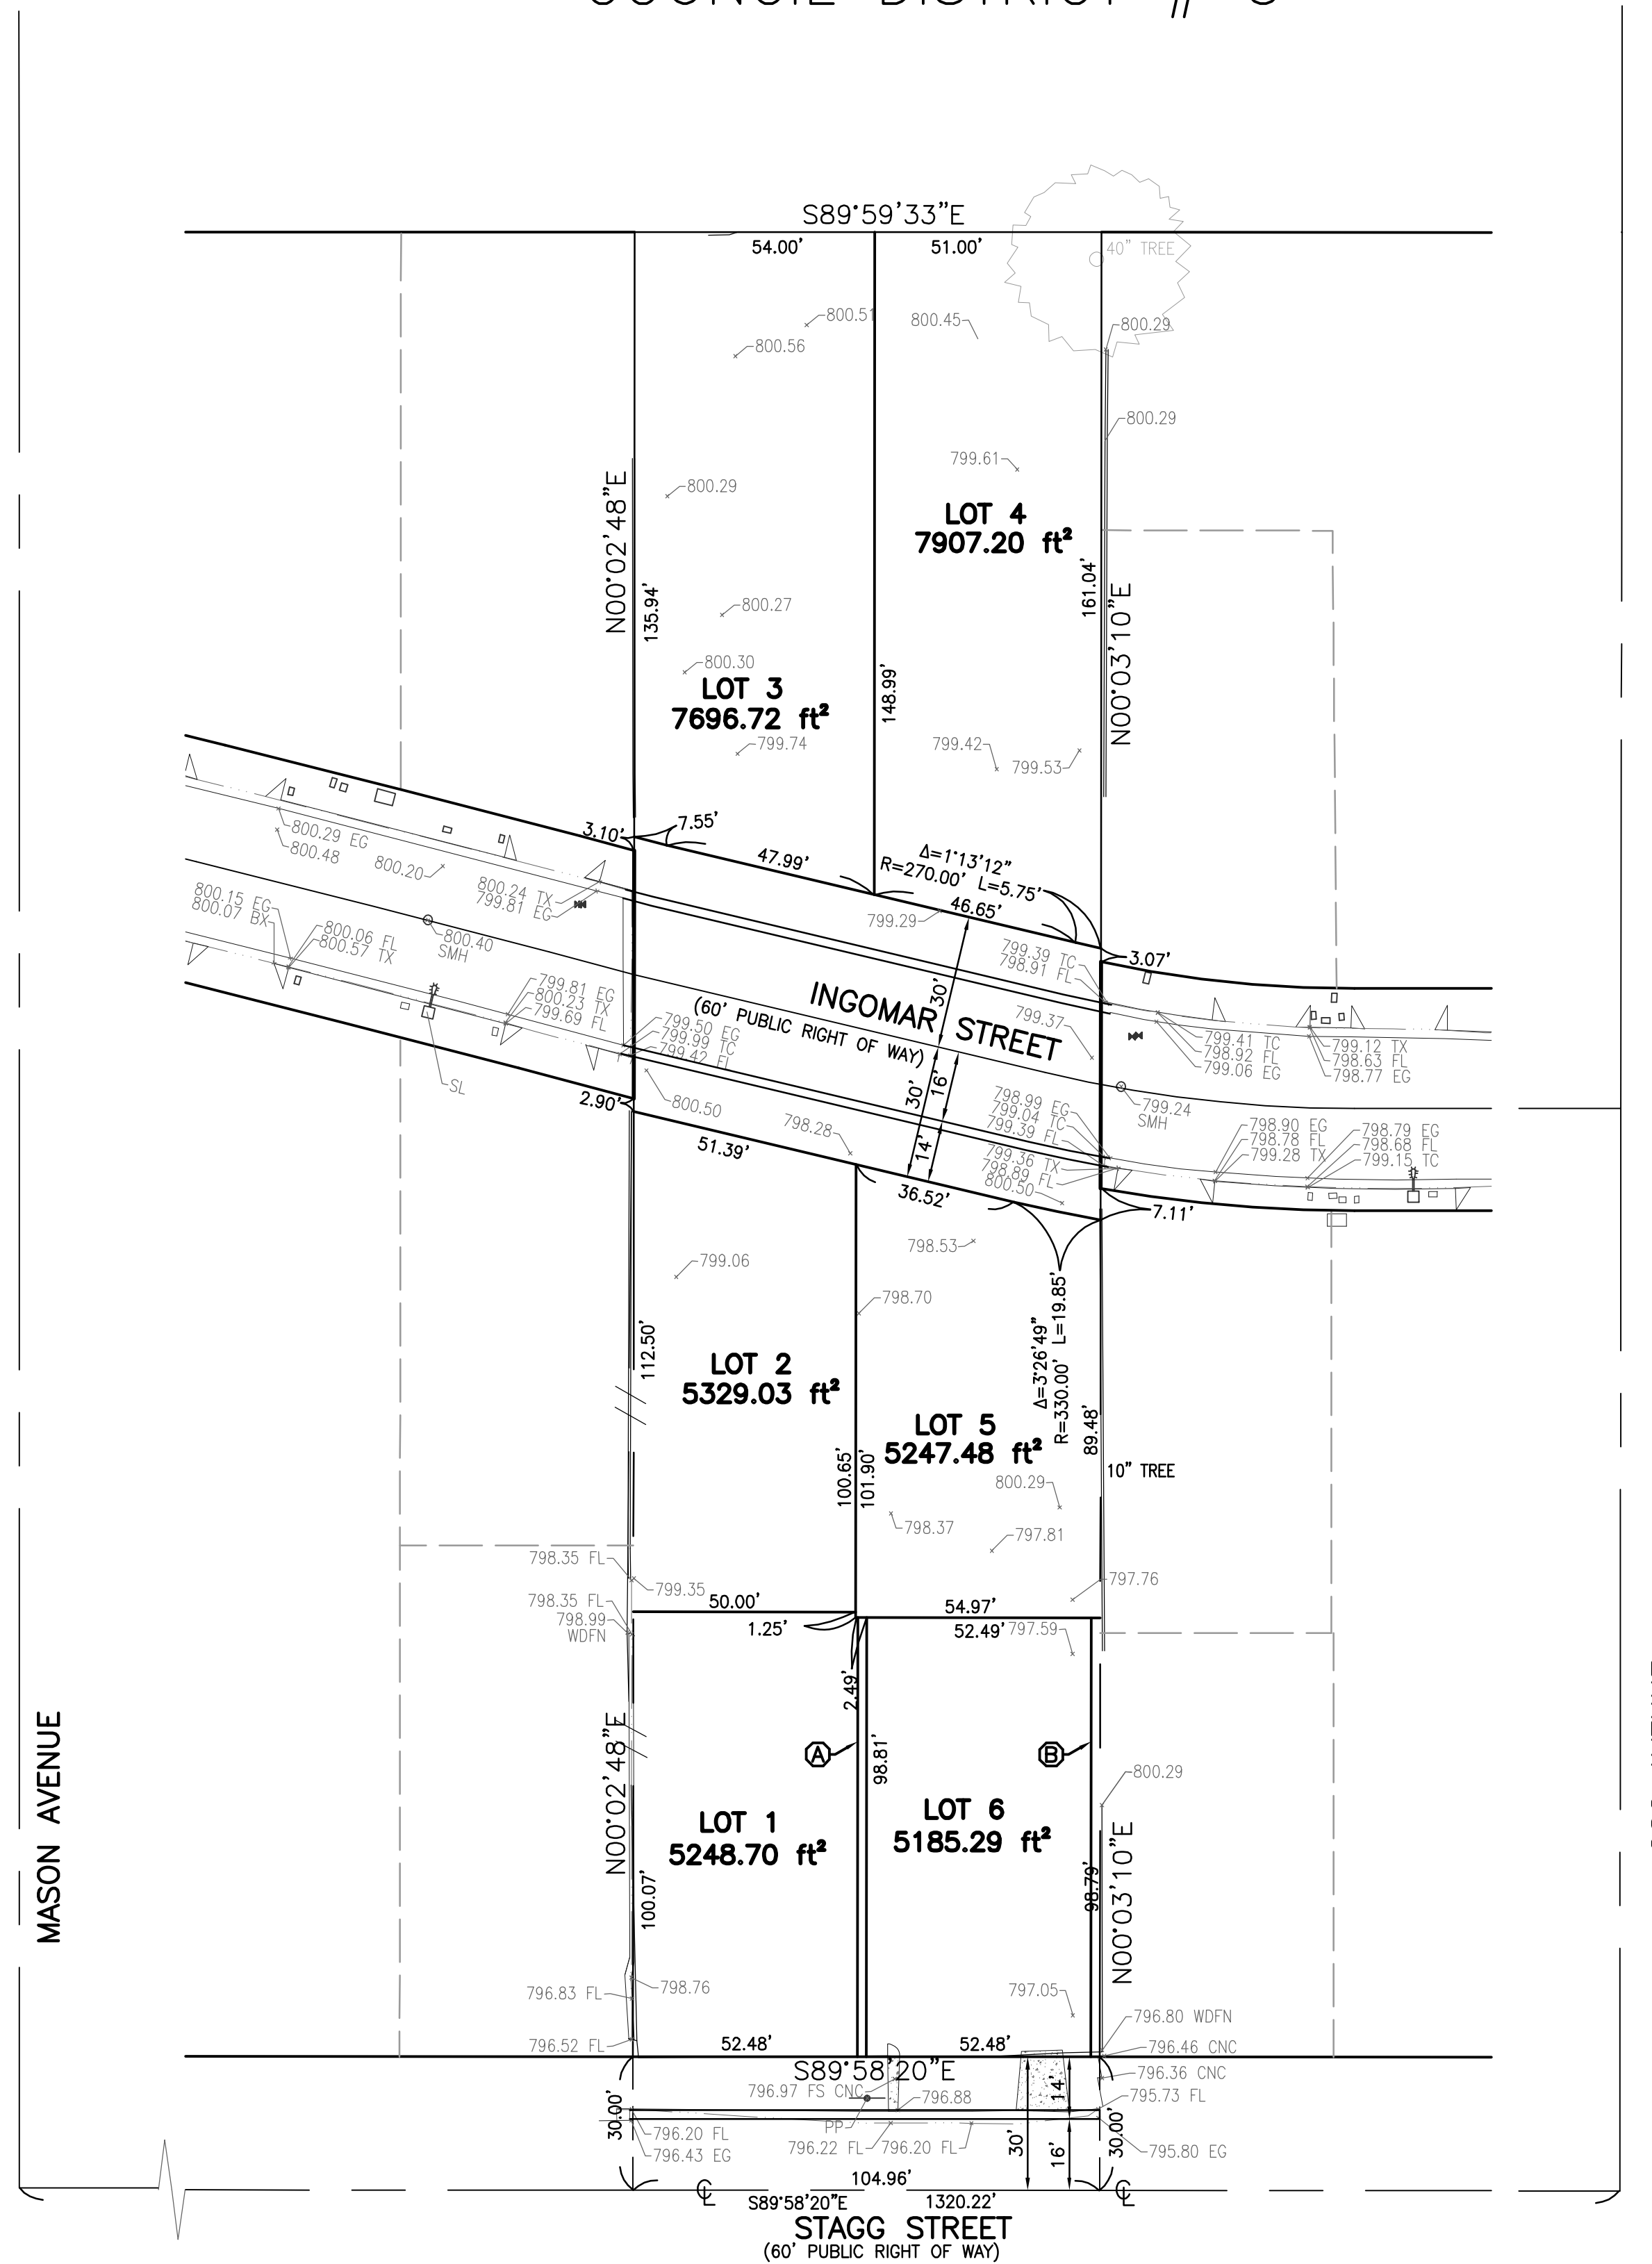 S89°59'33"E
54.00'
51.00'
40" TREE
800.51
800.45
800.29
800.56
800.29
799.61
800.29
LOT 4
7907.20 ft²
N00°02'48"E
135.94'
161.04'
N00°03'10"E
800.27
800.30
LOT 3
7696.72 ft²
148.99'
799.74
799.42
799.53
3.10'
7.55'
47.99'
Δ=1°13'12"
R=270.00' L=5.75'
46.65'
800.29 EG
800.48
800.20
800.24 TX
799.81 EG
800.15 EG
800.07 BX
800.06 FL
800.57 TX
800.40
SMH
799.29
799.39 TC
798.91 FL
3.07'
INGOMAR STREET
(60' PUBLIC RIGHT OF WAY)
30'
799.37
799.81 EG
800.23 TX
799.69 FL
799.50 EG
799.99 TC
799.42 FL
799.41 TC
798.92 FL
799.06 EG
799.12 TX
798.63 FL
798.77 EG
SL
2.90'
800.50
30'
16'
14'
798.99 EG
799.04 TC
799.39 FL
799.24
SMH
798.28
51.39'
799.36 TX
798.89 FL
800.50
798.90 EG
798.78 FL
799.28 TX
798.79 EG
798.68 FL
799.15 TC
36.52'
7.11'
798.53
799.06
798.70
Δ=3°26'49"
R=330.00' L=19.85'
112.50'
LOT 2
5329.03 ft²
LOT 5
5247.48 ft²
89.48'
100.65'
101.90'
10" TREE
800.29
798.37
797.81
798.35 FL
799.35
797.76
798.35 FL
798.99
WDFN
50.00'
1.25'
54.97'
52.49'
797.59
2.49'
A
B
98.81'
800.29
MASON AVENUE
N00°02'48"E
LOT 1
5248.70 ft²
LOT 6
5185.29 ft²
100.07'
98.79'
N00°03'10"E
798.76
796.83 FL
797.05
796.52 FL
796.80 WDFN
52.48'
52.48'
796.46 CNC
S89°58'20"E
796.36 CNC
796.97 FS CNC
796.88
14'
795.73 FL
30.00'
PP
30.00'
796.20 FL
796.43 EG
796.22 FL
796.20 FL
30'
16'
795.80 EG
104.96'
S89°58'20"E
1320.22'
STAGG STREET
(60' PUBLIC RIGHT OF WAY)